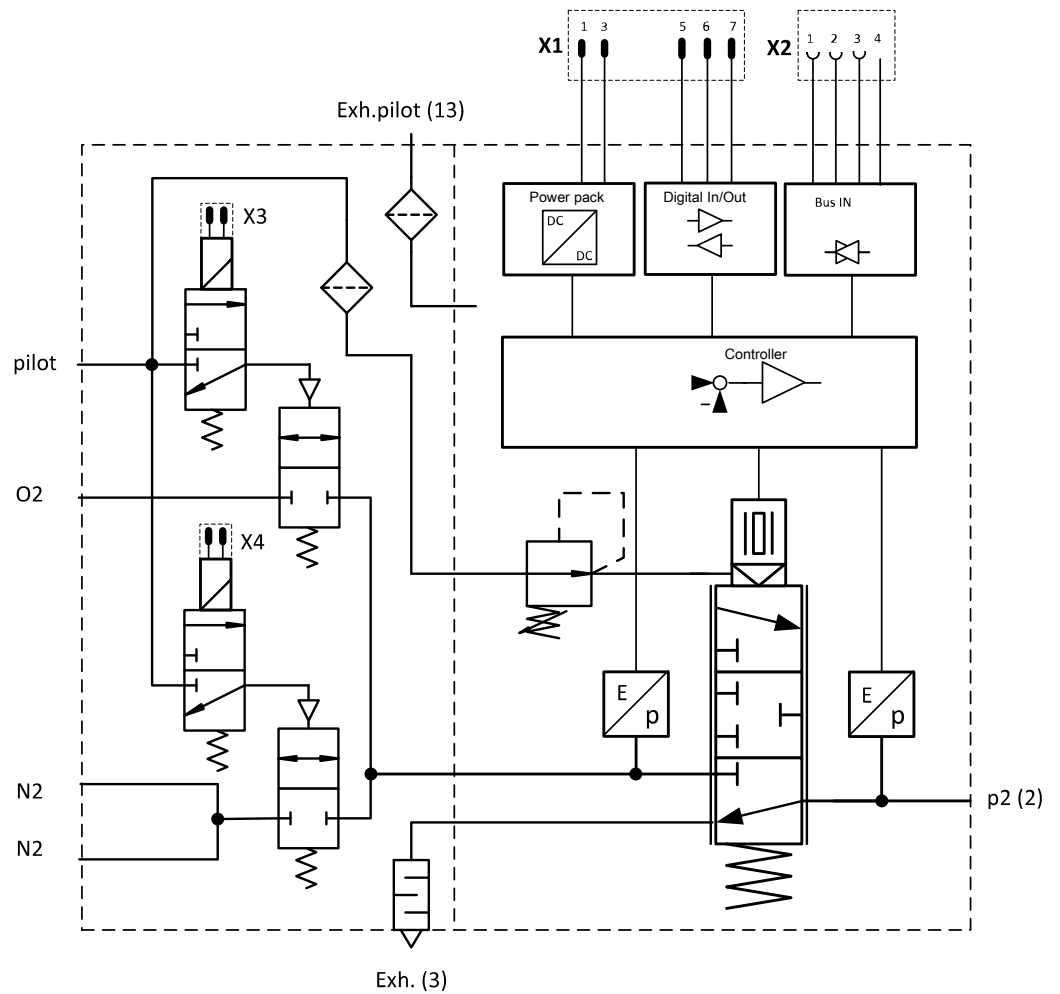 1 3 5 6 7
X1
1 2 3 4
X2
Exh.pilot (13)
X3
Power pack
DC
DC
Digital In/Out
Bus IN
pilot
Controller
–
O2
X4
E
p
E
p
N2
N2
p2 (2)
Exh. (3)